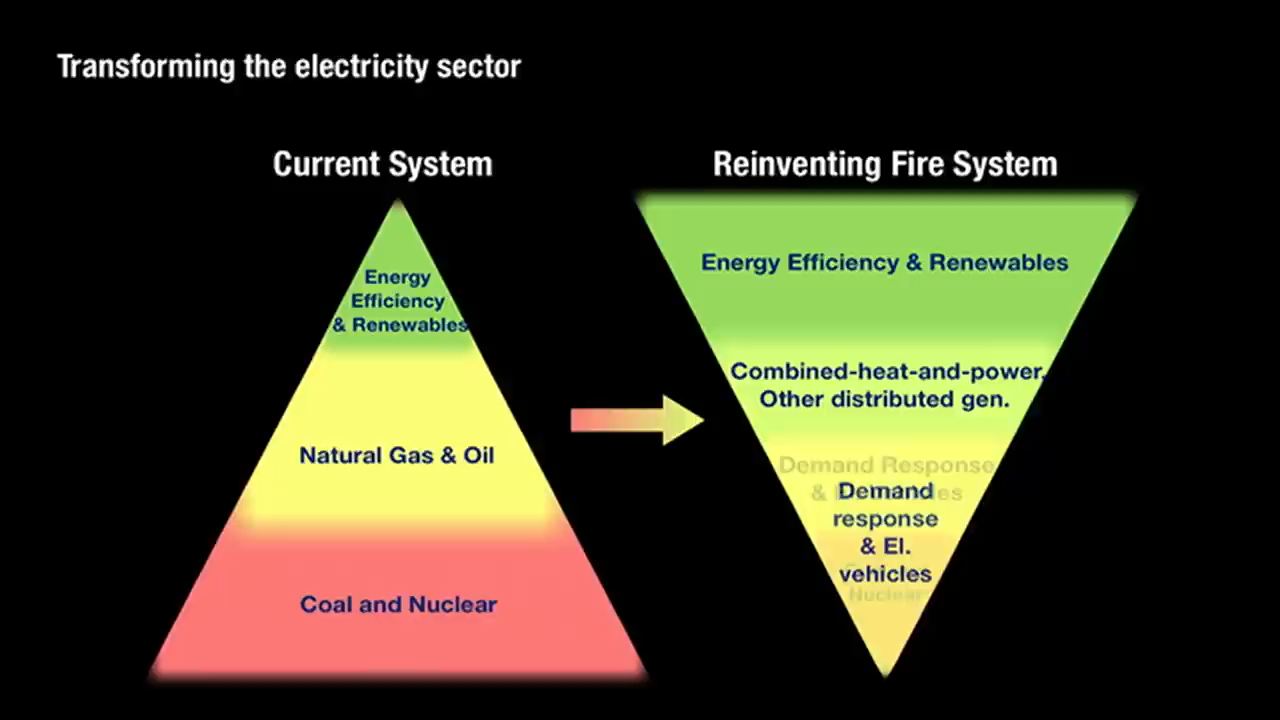 Transforming the electricity sector
Current System
Energy
Efficiency
& Renewables
Natural Gas & Oil
Coal and Nuclear
Reinventing Fire System
Energy Efficiency & Renewables
Combined-heat-and-power.
Other distributed gen.
Demand Response
&
Demand
response
& El.
vehicles
Nuclear